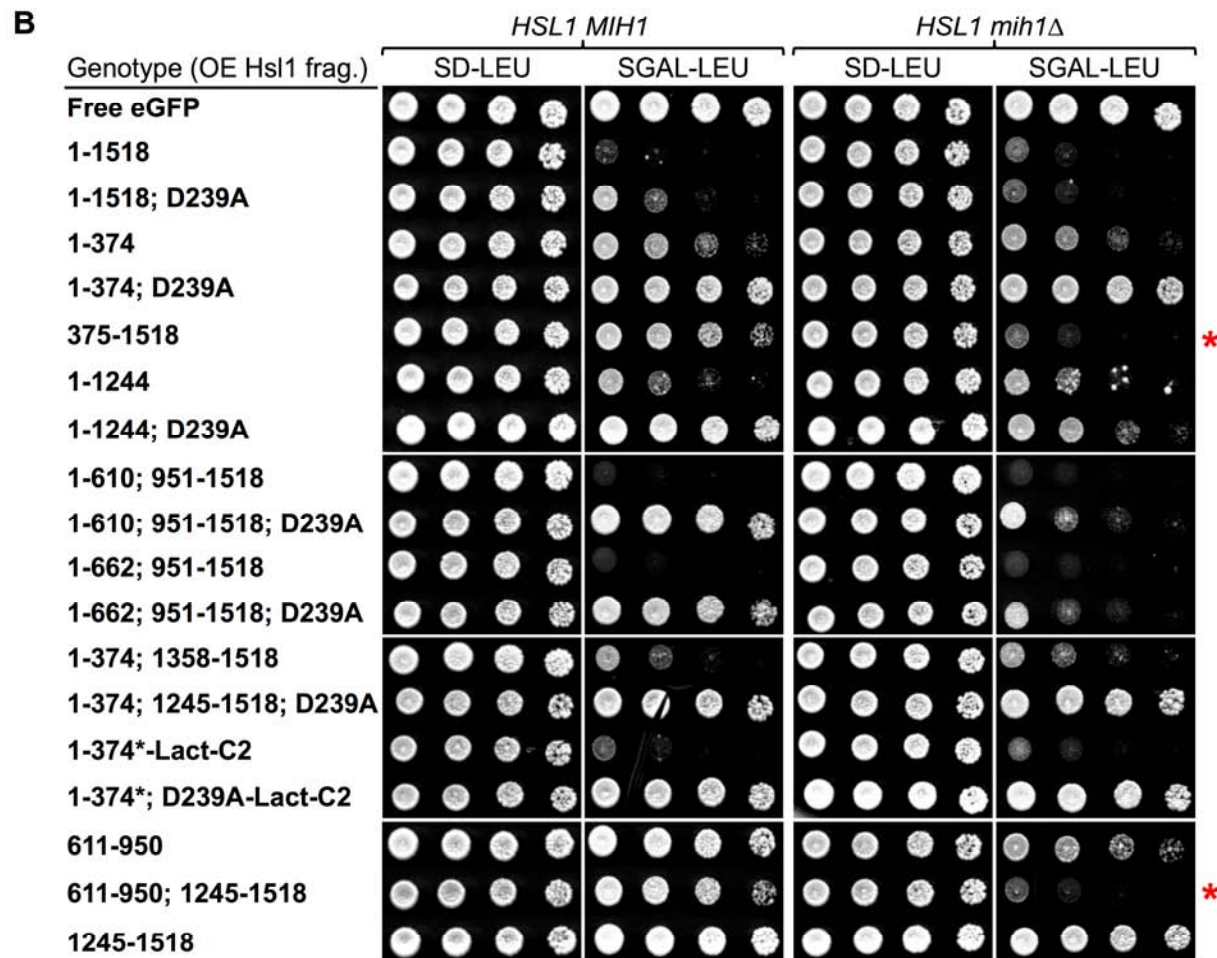 B
HSL1 MIH1 HSL1 mih1Δ
Genotype (OE Hsl1 frag.) SD-LEU SGAL-LEU SD-LEU SGAL-LEU
Free eGFP
1-1518
1-1518; D239A
1-374
1-374; D239A
375-1518 *
1-1244
1-1244; D239A
1-610; 951-1518
1-610; 951-1518; D239A
1-662; 951-1518
1-662; 951-1518; D239A
1-374; 1358-1518
1-374; 1245-1518; D239A
1-374*-Lact-C2
1-374*; D239A-Lact-C2
611-950
611-950; 1245-1518 *
1245-1518